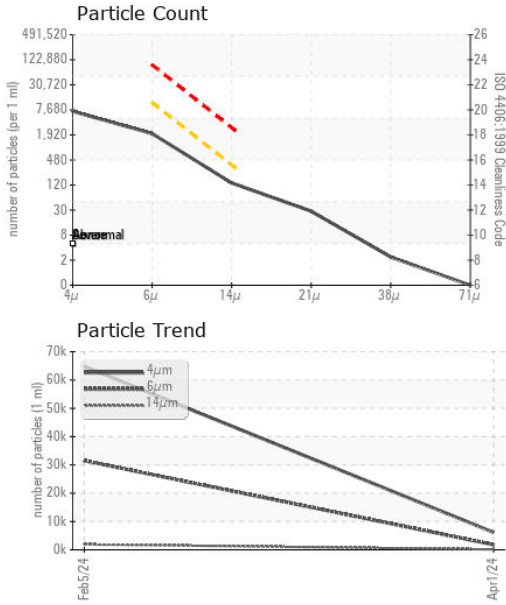 Particle Count
491,520
122,880
30,720
7,680
1,920
480
120
30
8
2
0
number of particles (per 1 ml)
26
24
22
20
18
16
14
12
10
8
6
ISO 4406:1999 Cleanliness Code
Abnormal
4µ 6µ 14µ 21µ 38µ 71µ
Particle Trend
70k
60k
50k
40k
30k
20k
10k
0k
number of particles (1 ml)
4µm
6µm
14µm
Feb5/24 Apr1/24